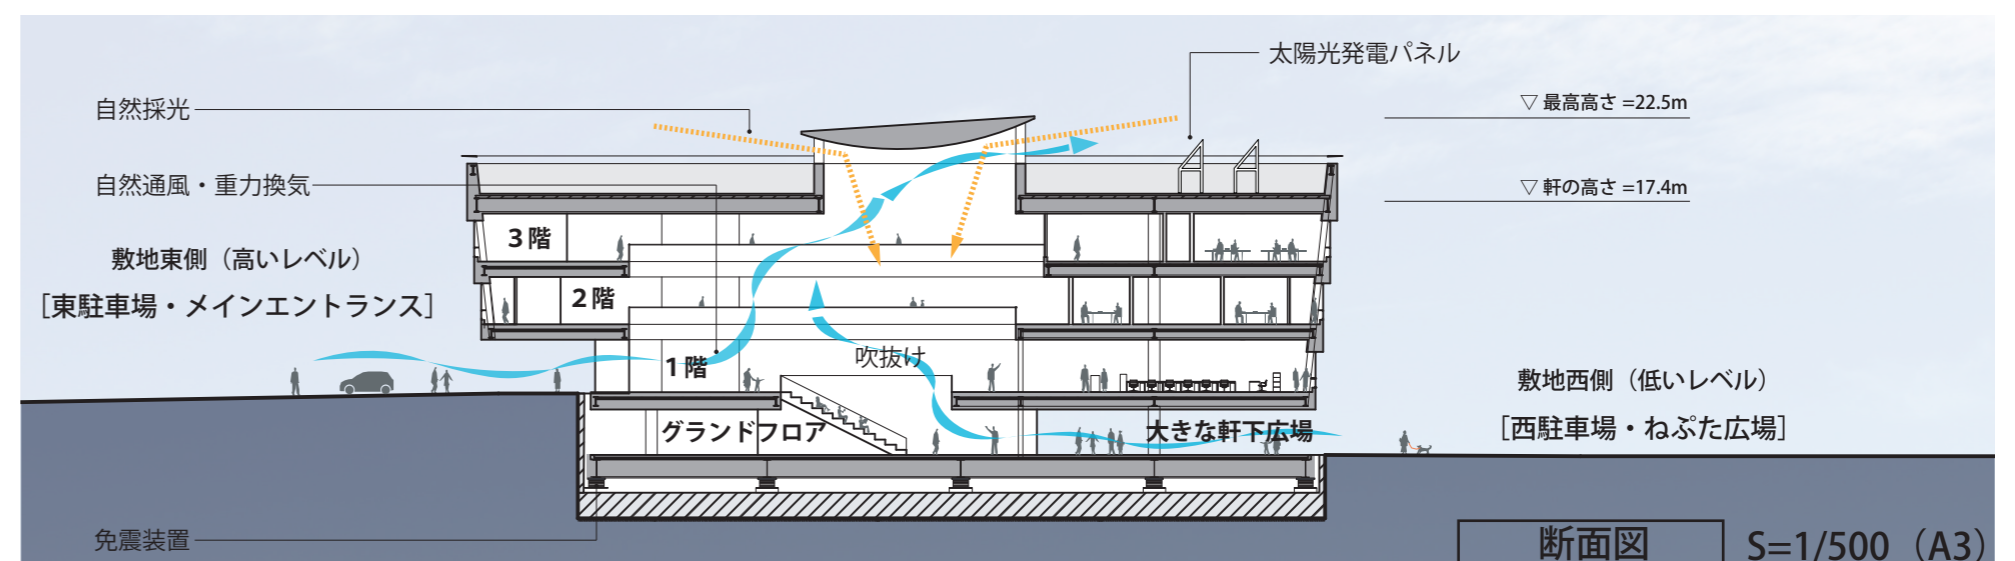 太陽光発電パネル
自然採光
▽ 最高高さ =22.5m
自然通風・重力換気
▽ 軒の高さ =17.4m
3 階
敷地東側（高いレベル）
［東駐車場・メインエントランス］
2 階
1 階
吹抜け
敷地西側（低いレベル）
［西駐車場・ねぷた広場］
グランドフロア
大きな軒下広場
免震装置
断面図
S=1/500（A3）